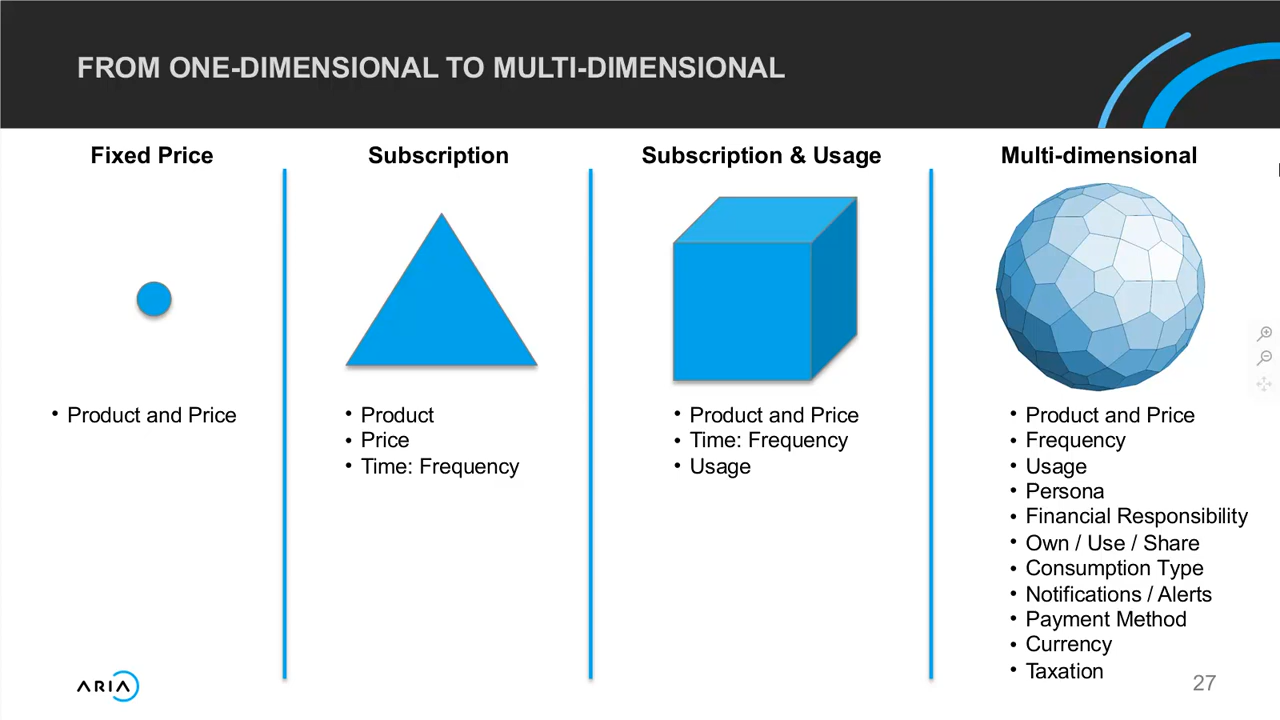 FROM ONE-DIMENSIONAL TO MULTI-DIMENSIONAL
Fixed Price
• Product and Price
Subscription
• Product
• Price
• Time: Frequency
Subscription & Usage
• Product and Price
• Time: Frequency
• Usage
Multi-dimensional
• Product and Price
• Frequency
• Usage
• Persona
• Financial Responsibility
• Own / Use / Share
• Consumption Type
• Notifications / Alerts
• Payment Method
• Currency
• Taxation
ARIA
27